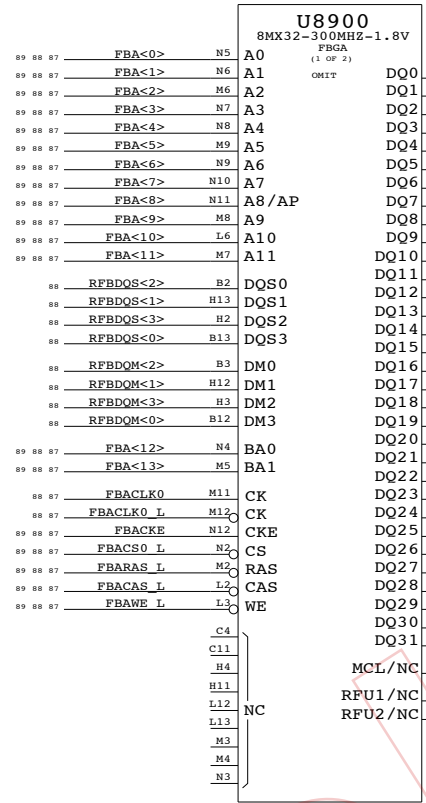 U8900
8MX32-300MHZ-1.8V
FBGA
(1 OF 2)
OMIT
89 88 87 FBA<0> N5 A0
89 88 87 FBA<1> N6 A1 DQ0
89 88 87 FBA<2> M6 A2 DQ1
89 88 87 FBA<3> N7 A3 DQ2
89 88 87 FBA<4> N8 A4 DQ3
89 88 87 FBA<5> M9 A5 DQ4
89 88 87 FBA<6> N9 A6 DQ5
89 88 87 FBA<7> N10 A7 DQ6
89 88 87 FBA<8> N11 A8/AP DQ7
89 88 87 FBA<9> M8 A9 DQ8
89 88 87 FBA<10> L6 A10 DQ9
89 88 87 FBA<11> M7 A11 DQ10
DQ11
88 RFBDQS<2> B2 DQS0 DQ12
88 RFBDQS<1> H13 DQS1 DQ13
88 RFBDQS<3> H2 DQS2 DQ14
88 RFBDQS<0> B13 DQS3 DQ15
88 RFBDQM<2> B3 DM0 DQ16
88 RFBDQM<1> H12 DM1 DQ17
88 RFBDQM<3> H3 DM2 DQ18
88 RFBDQM<0> B12 DM3 DQ19
DQ20
89 88 87 FBA<12> N4 BA0 DQ21
89 88 87 FBA<13> M5 BA1 DQ22
88 87 FBACLK0 M11 CK DQ23
88 87 FBACLK0_L M12 CK DQ24
89 88 87 FBACKE N12 CKE DQ25
89 88 87 FBACS0_L N2 CS DQ26
89 88 87 FBARAS_L M2 RAS DQ27
89 88 87 FBACAS_L L2 CAS DQ28
89 88 87 FBAWE_L L3 WE DQ29
DQ30
C4 DQ31
C11
H4 MCL/NC
H11 RFU1/NC
L12 NC RFU2/NC
L13
M3
M4
N3